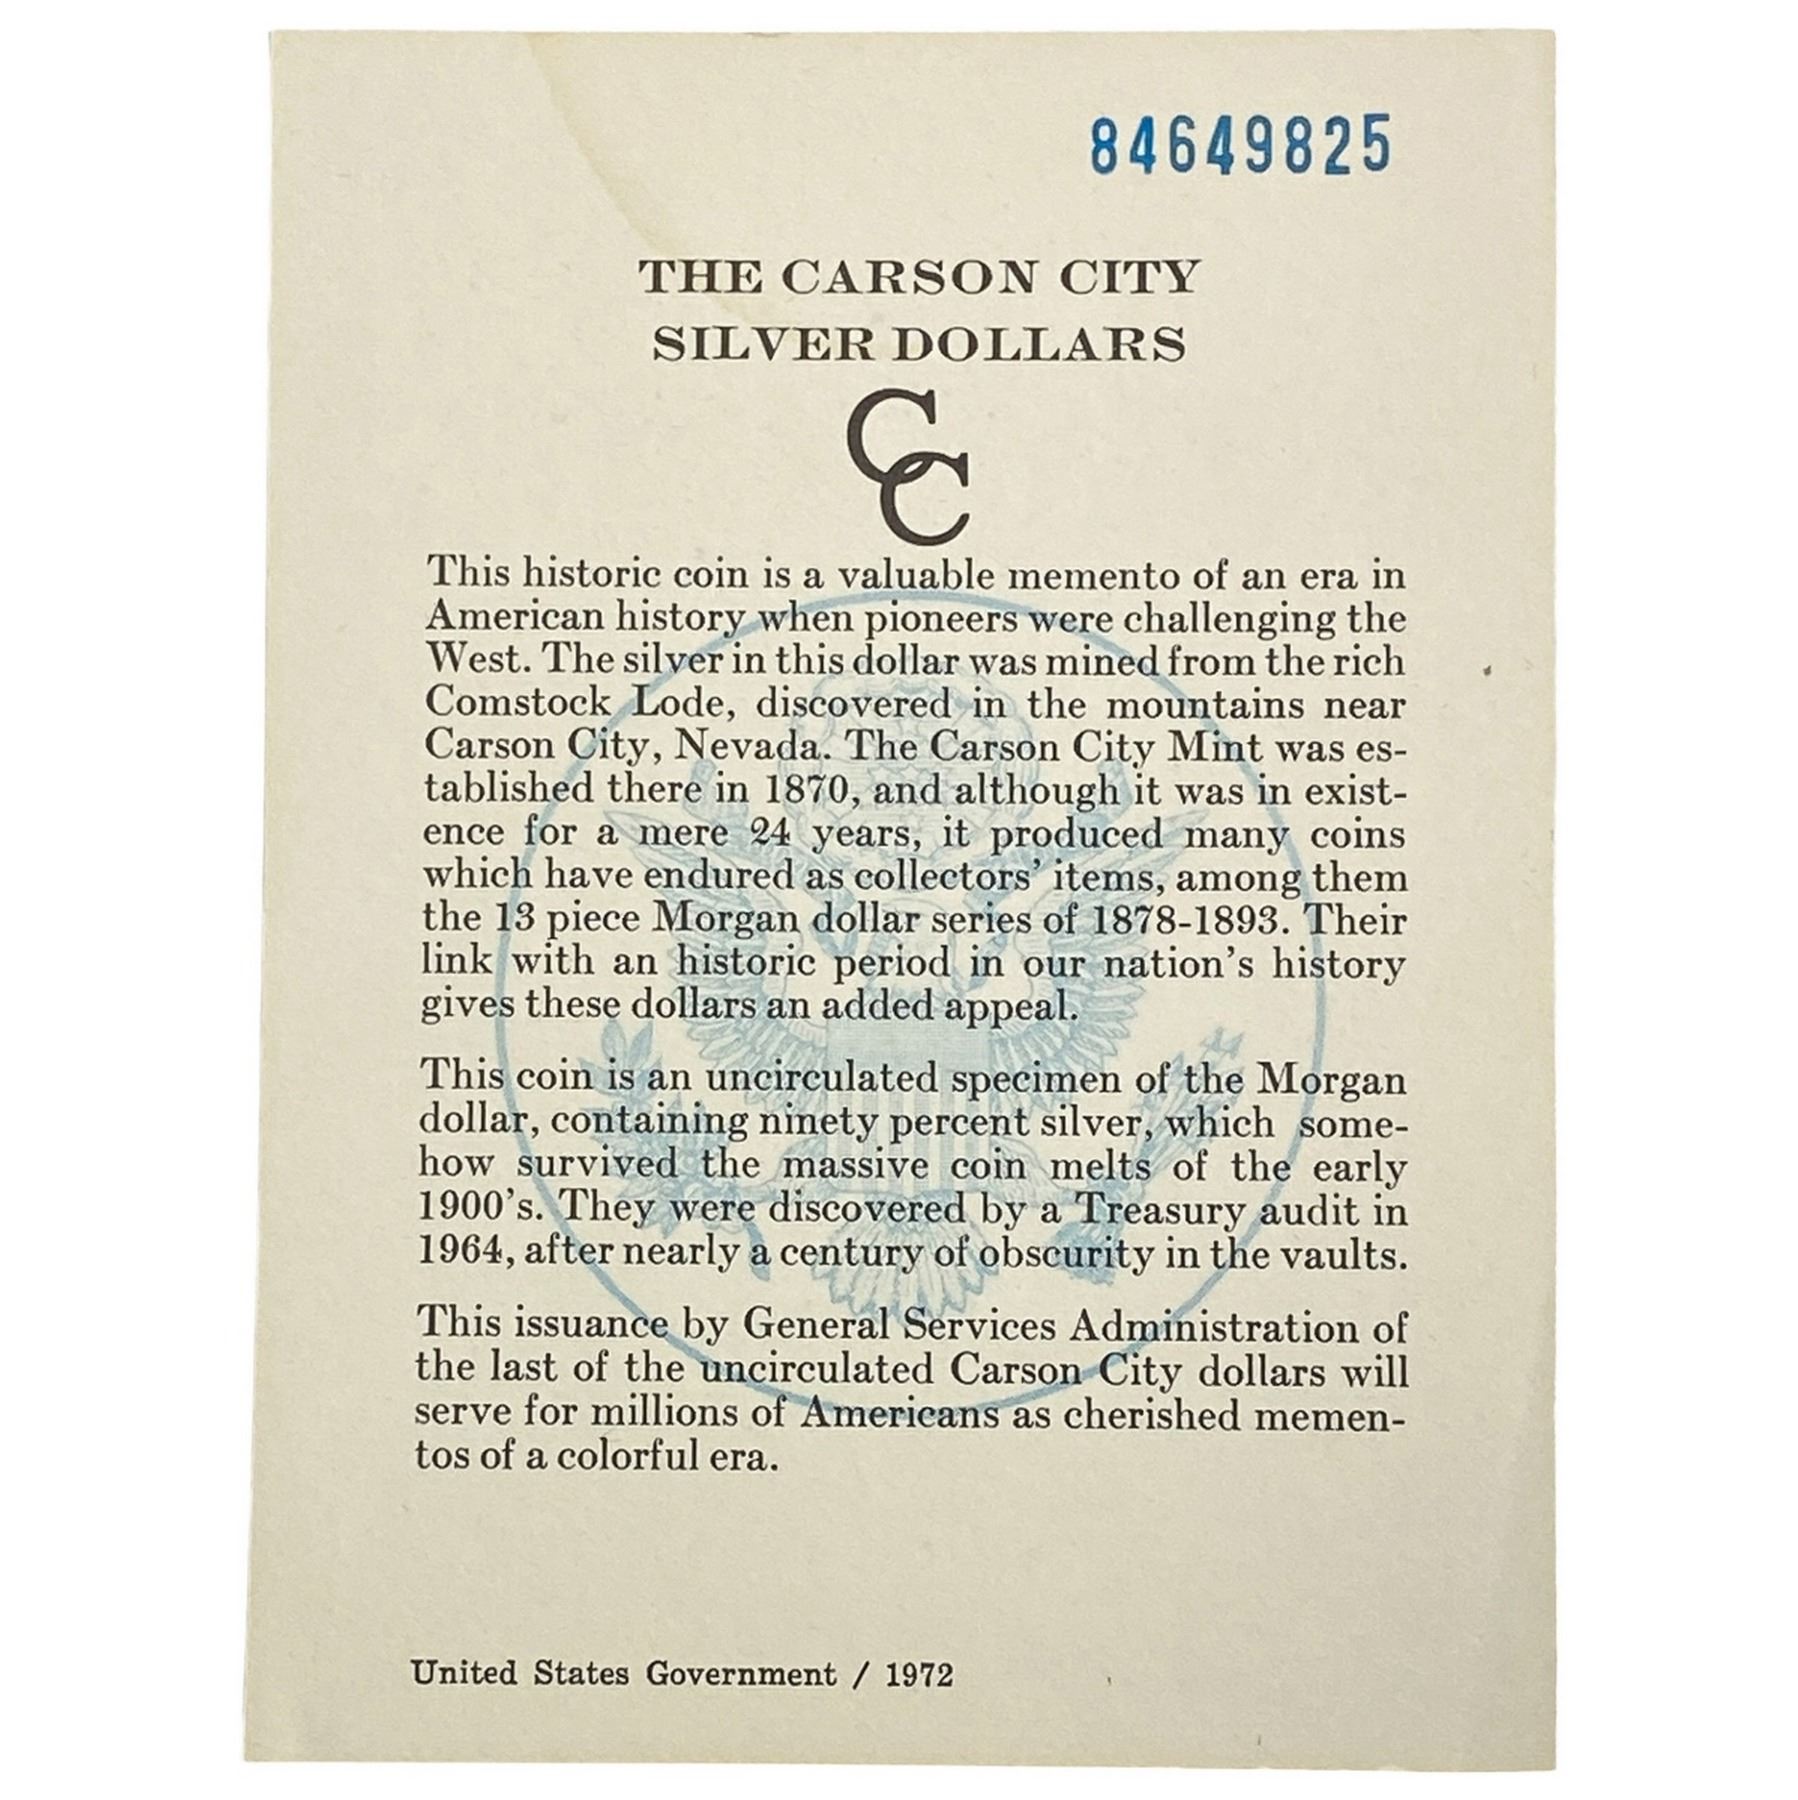 84649825
THE CARSON CITY
SILVER DOLLARS
CC
This historic coin is a valuable memento of an era in
American history when pioneers were challenging the
West. The silver in this dollar was mined from the rich
Comstock Lode, discovered in the mountains near
Carson City, Nevada. The Carson City Mint was es-
tablished there in 1870, and although it was in exist-
ence for a mere 24 years, it produced many coins
which have endured as collectors' items, among them
the 13 piece Morgan dollar series of 1878-1893. Their
link with an historic period in our nation's history
gives these dollars an added appeal.
This coin is an uncirculated specimen of the Morgan
dollar, containing ninety percent silver, which some-
how survived the massive coin melts of the early
1900's. They were discovered by a Treasury audit in
1964, after nearly a century of obscurity in the vaults.
This issuance by General Services Administration of
the last of the uncirculated Carson City dollars will
serve for millions of Americans as cherished memen-
tos of a colorful era.
United States Government / 1972